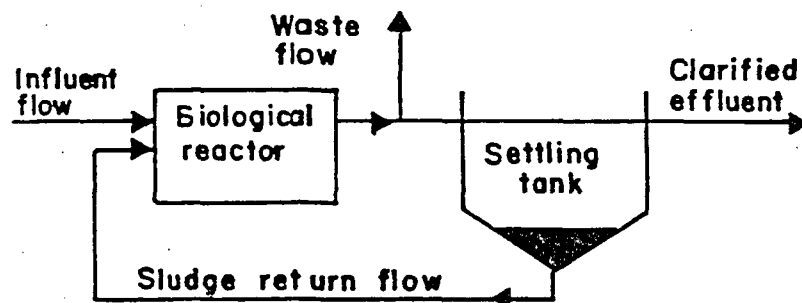 Waste
flow
Influent
flow
Clarified
effluent
Biological
reactor
Settling
tank
Sludge return flow